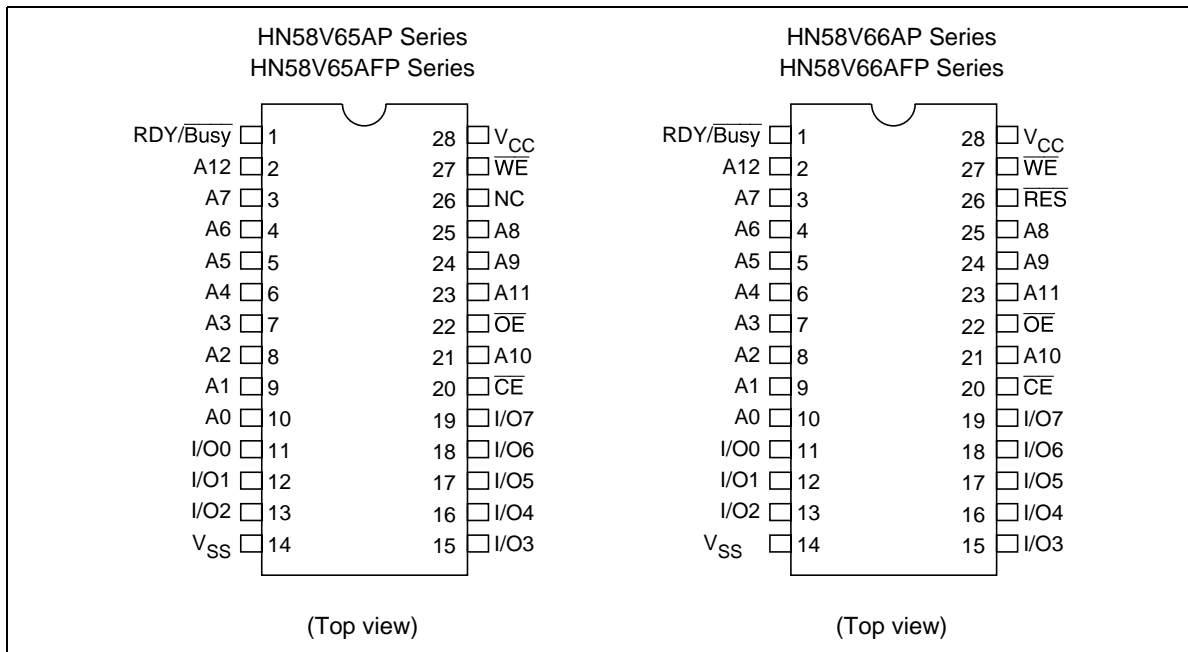 HN58V65AP Series
HN58V65AFP Series
RDY/Busy 1 28 VCC
A12 2 27 WE
A7 3 26 NC
A6 4 25 A8
A5 5 24 A9
A4 6 23 A11
A3 7 22 OE
A2 8 21 A10
A1 9 20 CE
A0 10 19 I/O7
I/O0 11 18 I/O6
I/O1 12 17 I/O5
I/O2 13 16 I/O4
VSS 14 15 I/O3
(Top view)
HN58V66AP Series
HN58V66AFP Series
RDY/Busy 1 28 VCC
A12 2 27 WE
A7 3 26 RES
A6 4 25 A8
A5 5 24 A9
A4 6 23 A11
A3 7 22 OE
A2 8 21 A10
A1 9 20 CE
A0 10 19 I/O7
I/O0 11 18 I/O6
I/O1 12 17 I/O5
I/O2 13 16 I/O4
VSS 14 15 I/O3
(Top view)